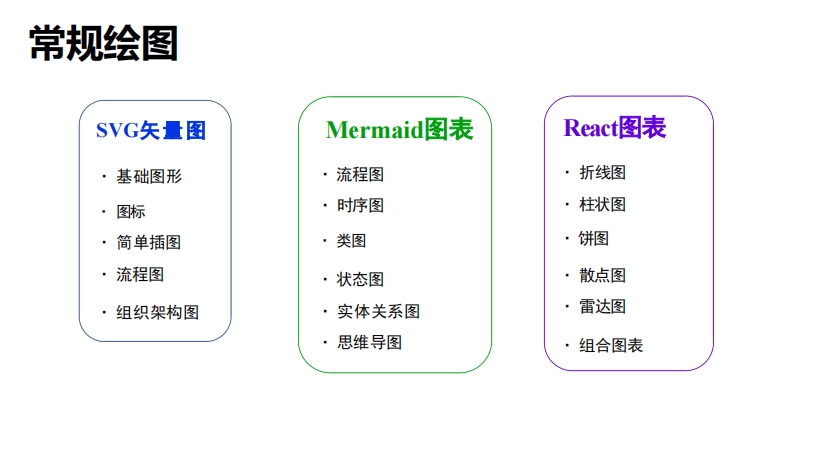 常规绘图
SVG矢量图
· 基础图形
· 图标
· 简单插图
· 流程图
· 组织架构图
Mermaid图表
· 流程图
· 时序图
· 类图
· 状态图
· 实体关系图
· 思维导图
React图表
· 折线图
· 柱状图
· 饼图
· 散点图
· 雷达图
· 组合图表